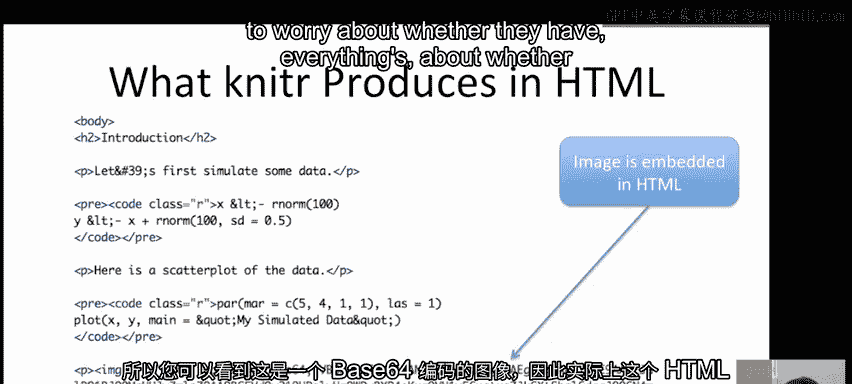 to worry about whether they have,
everything's, about whether
What knitr Produces in HTML
<body>
<h2>Introduction</h2>
<p>Let&#39;s first simulate some data.</p>
<pre><code class="r">x &lt;- rnorm(100)
y &lt;- x + rnorm(100, sd = 0.5)
</code></pre>
<p>Here is a scatterplot of the data.</p>
<pre><code class="r">par(mar = c(5, 4, 1, 1), las = 1)
plot(x, y, main = &quot;My Simulated Data&quot;)
</code></pre>
Image is embedded
in HTML
<p><img
所以您可以看到这是一个 Base64 编码的图像，因此实际上这个 HTML